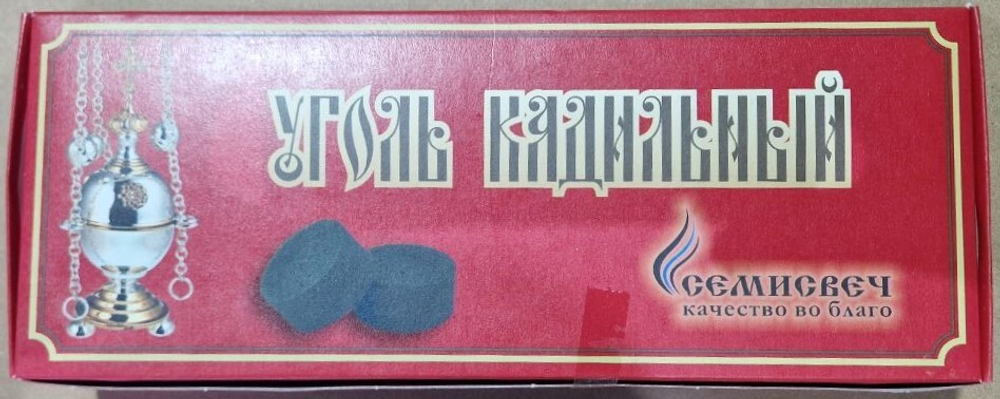 УГОЛЬ КАДИЛЬНЫЙ
СЕМИСВЕЧ
качество во благо